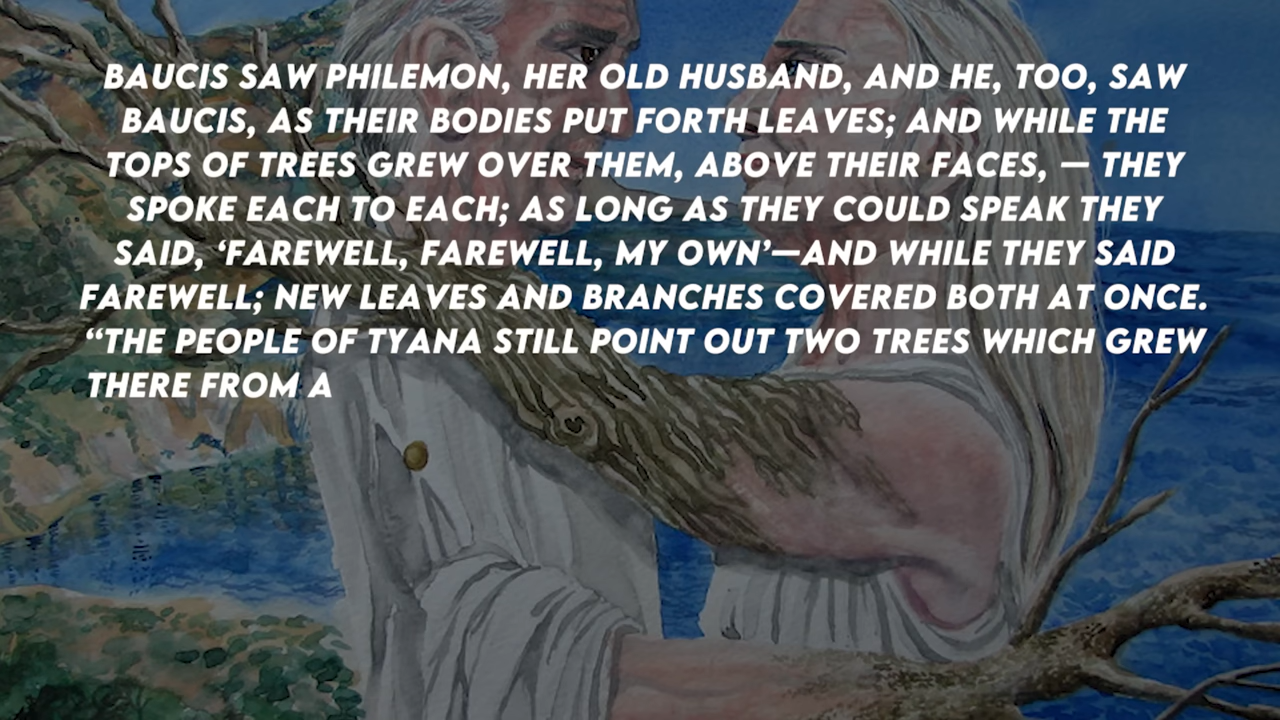 BAUCIS SAW PHILEMON, HER OLD HUSBAND, AND HE, TOO, SAW
BAUCIS, AS THEIR BODIES PUT FORTH LEAVES; AND WHILE THE
TOPS OF TREES GREW OVER THEM, ABOVE THEIR FACES, — THEY
SPOKE EACH TO EACH; AS LONG AS THEY COULD SPEAK THEY
SAID, ‘FAREWELL, FAREWELL, MY OWN’—AND WHILE THEY SAID
FAREWELL; NEW LEAVES AND BRANCHES COVERED BOTH AT ONCE.
“THE PEOPLE OF TYANA STILL POINT OUT TWO TREES WHICH GREW
THERE FROM A